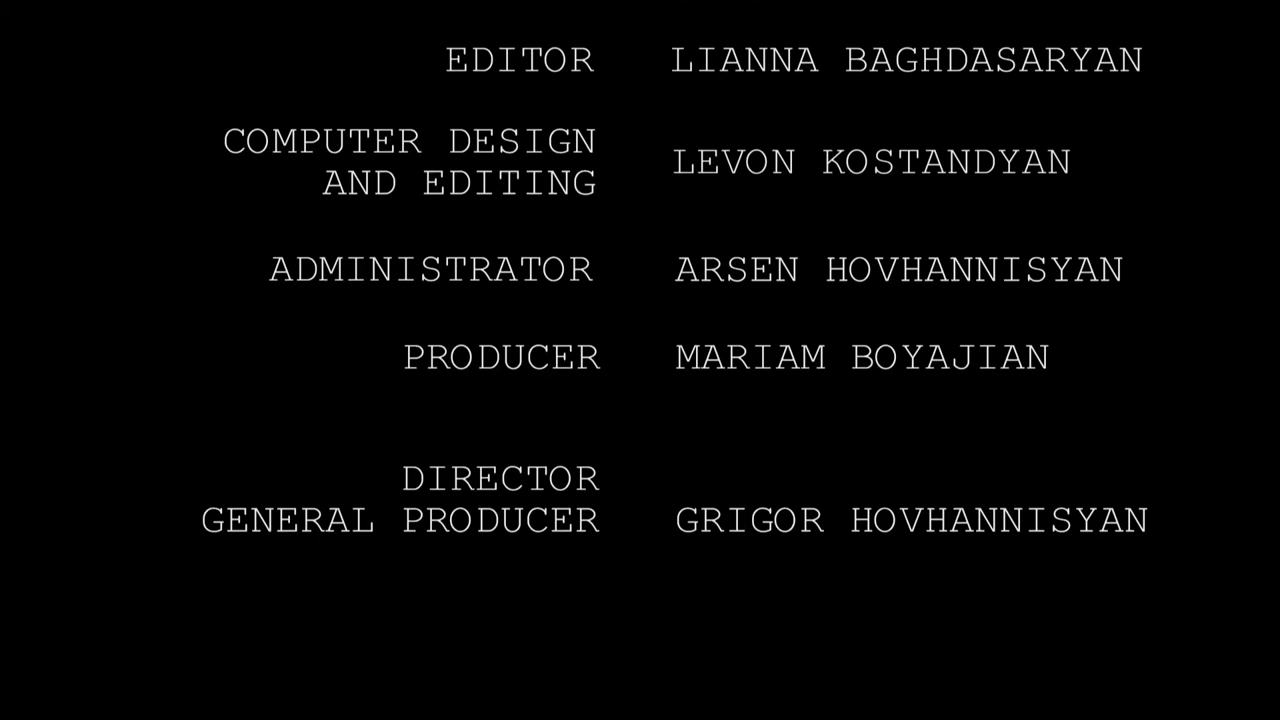 EDITOR LIANNA BAGHDASARYAN
COMPUTER DESIGN
AND EDITING
LEVON KOSTANDYAN
ADMINISTRATOR ARSEN HOVHANNISYAN
PRODUCER MARIAM BOYAJIAN
DIRECTOR
GENERAL PRODUCER GRIGOR HOVHANNISYAN